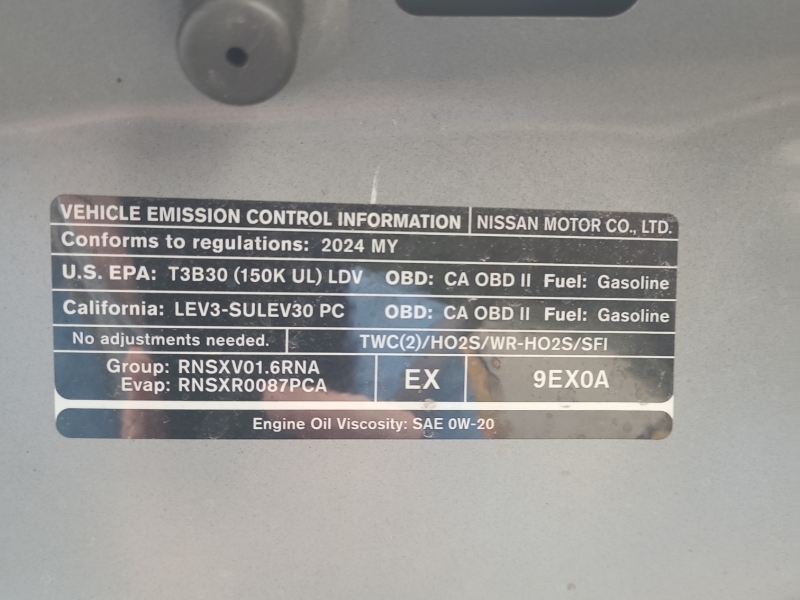 VEHICLE EMISSION CONTROL INFORMATION NISSAN MOTOR CO., LTD.
Conforms to regulations: 2024 MY
U.S. EPA: T3B30 (150K UL) LDV OBD: CA OBD II Fuel: Gasoline
California: LEV3-SULEV30 PC OBD: CA OBD II Fuel: Gasoline
No adjustments needed. TWC(2)/HO2S/WR-HO2S/SFI
Group: RNSXV01.6RNA
Evap: RNSXR0087PCA
EX
9EX0A
Engine Oil Viscosity: SAE 0W-20